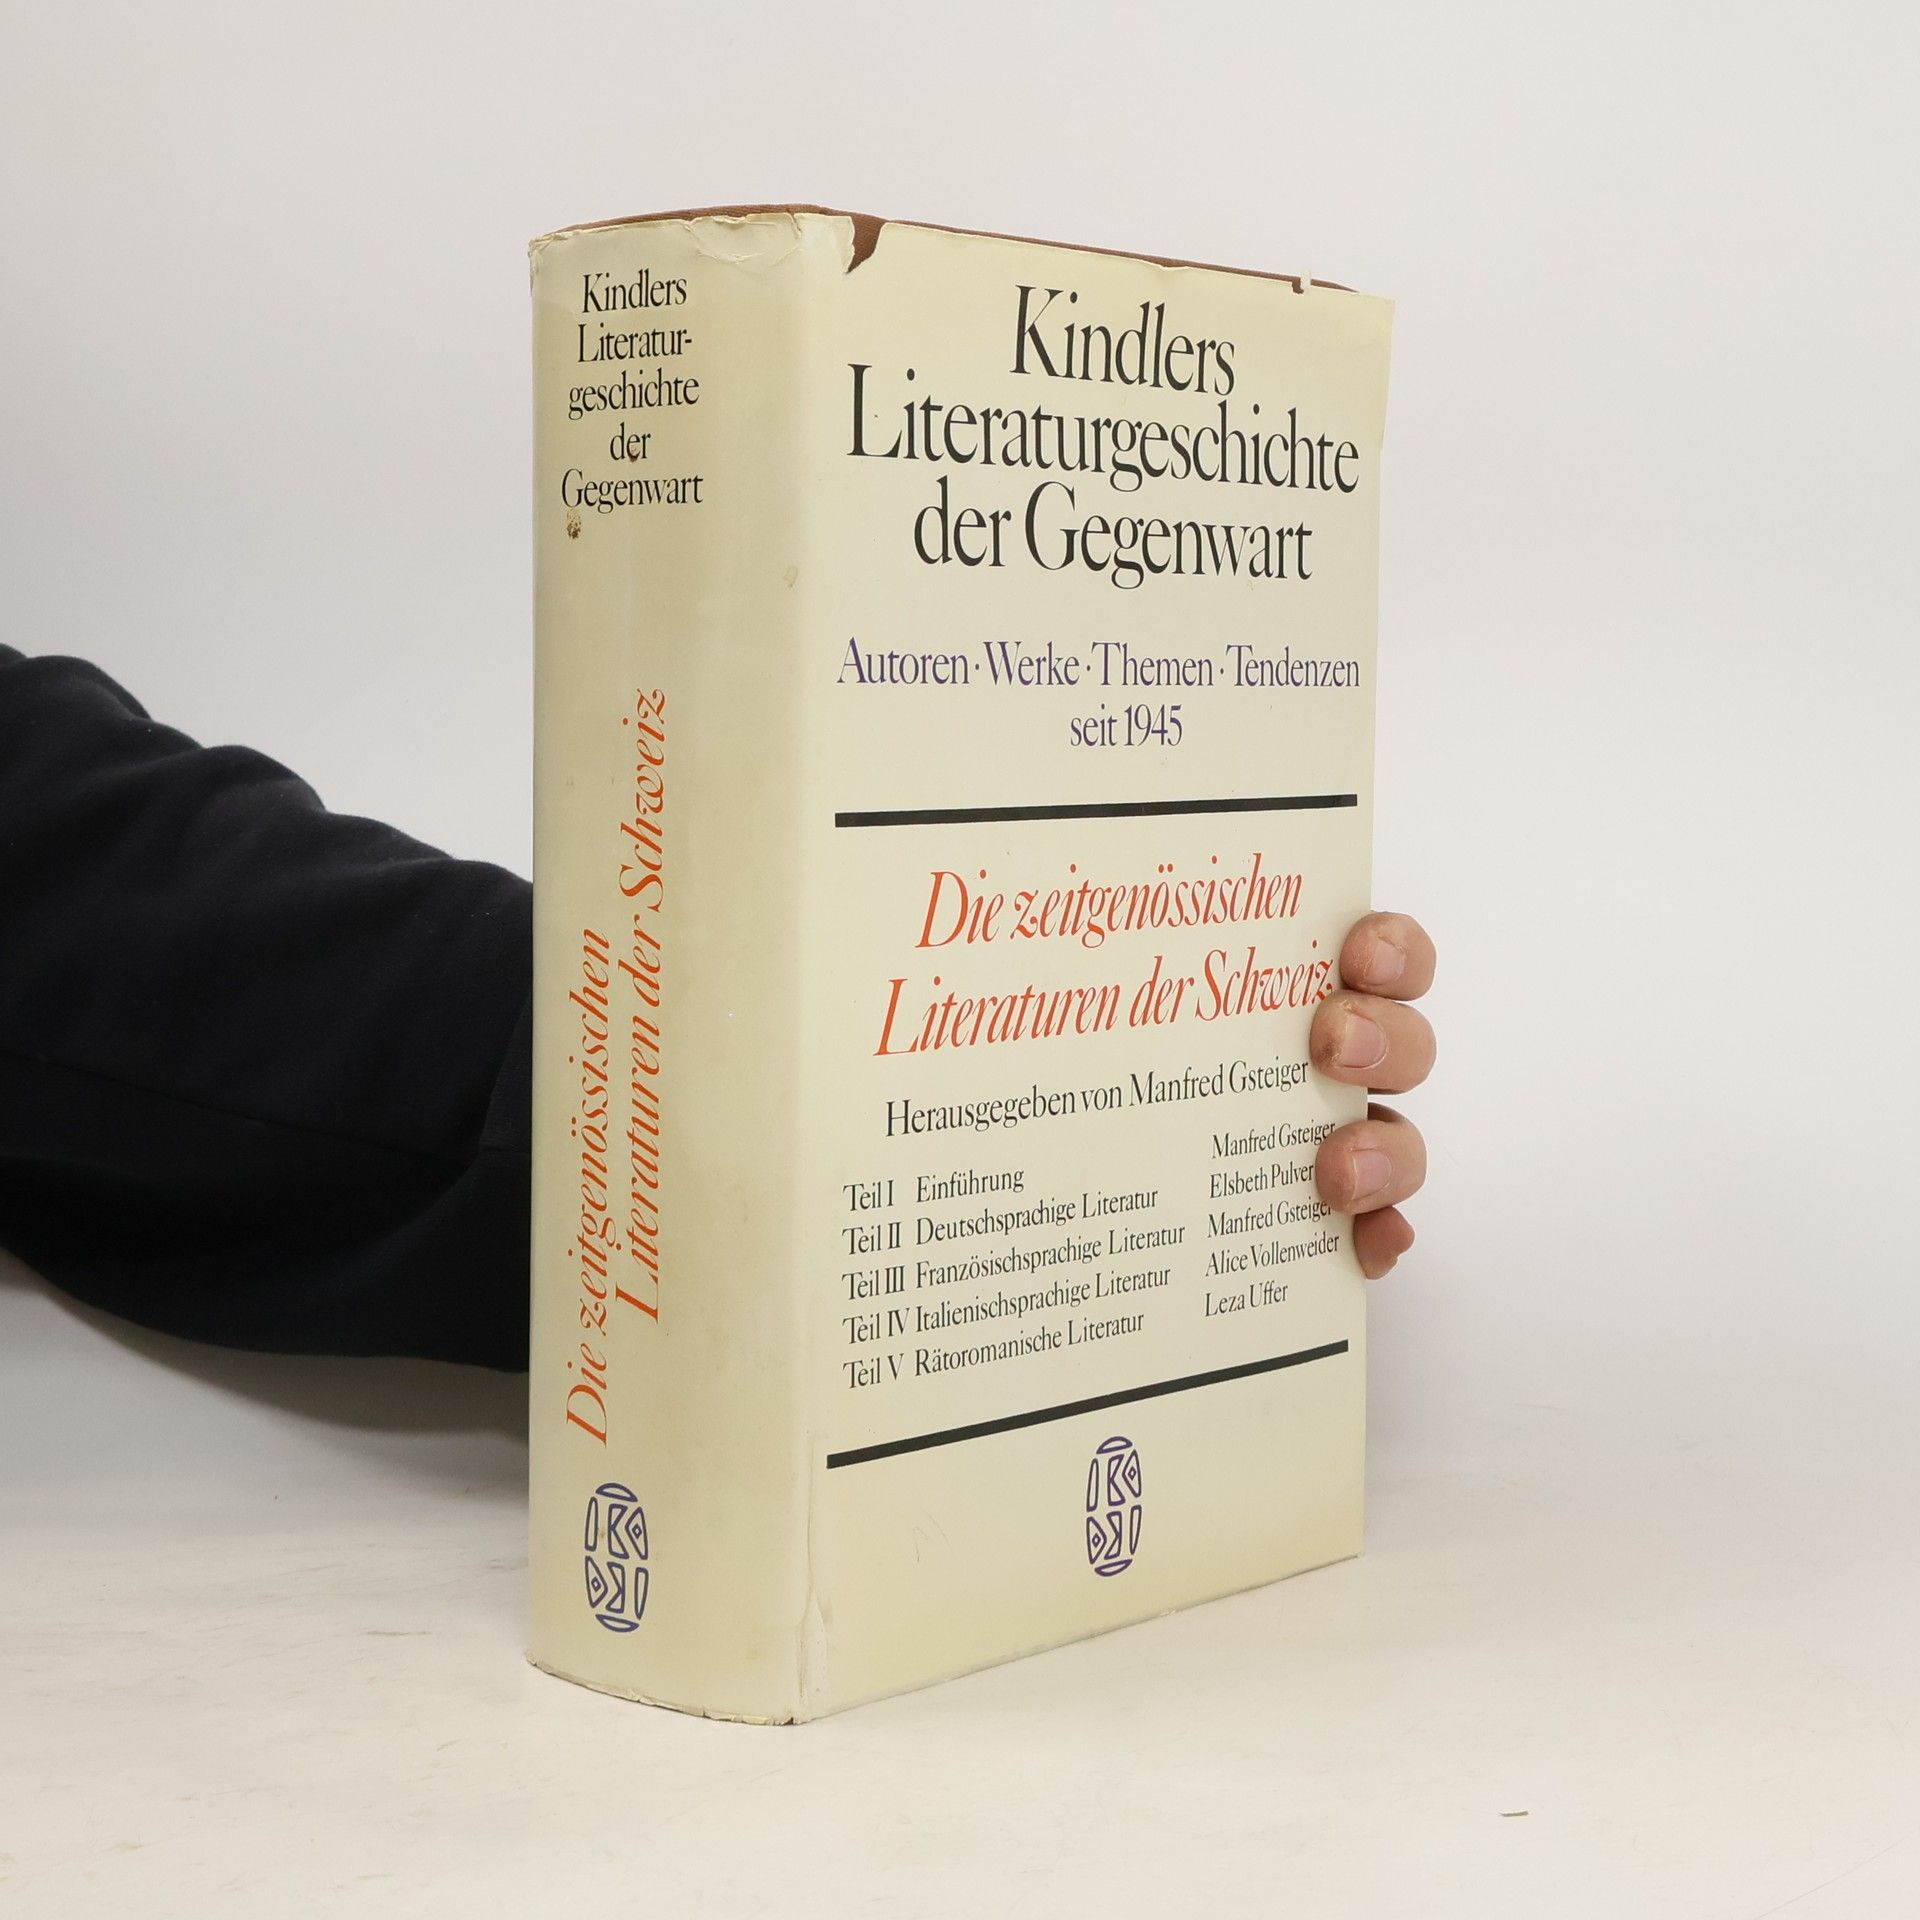 Kindlers
Literatur-
geschichte
der
Gegenwart
Die zeitgenössischen
Literaturen der Schweiz
Kindlers
Literaturgeschichte
der Gegenwart
Autoren · Werke · Themen · Tendenzen
seit 1945
Die zeitgenössischen
Literaturen der Schweiz
Herausgegeben von Manfred Gsteiger
Teil I Einführung Manfred Gsteiger
Teil II Deutschsprachige Literatur Elsbeth Pulver
Teil III Französischsprachige Literatur Manfred Gsteiger
Teil IV Italienischsprachige Literatur Alice Vollenweider
Teil V Rätoromanische Literatur Leza Uffer